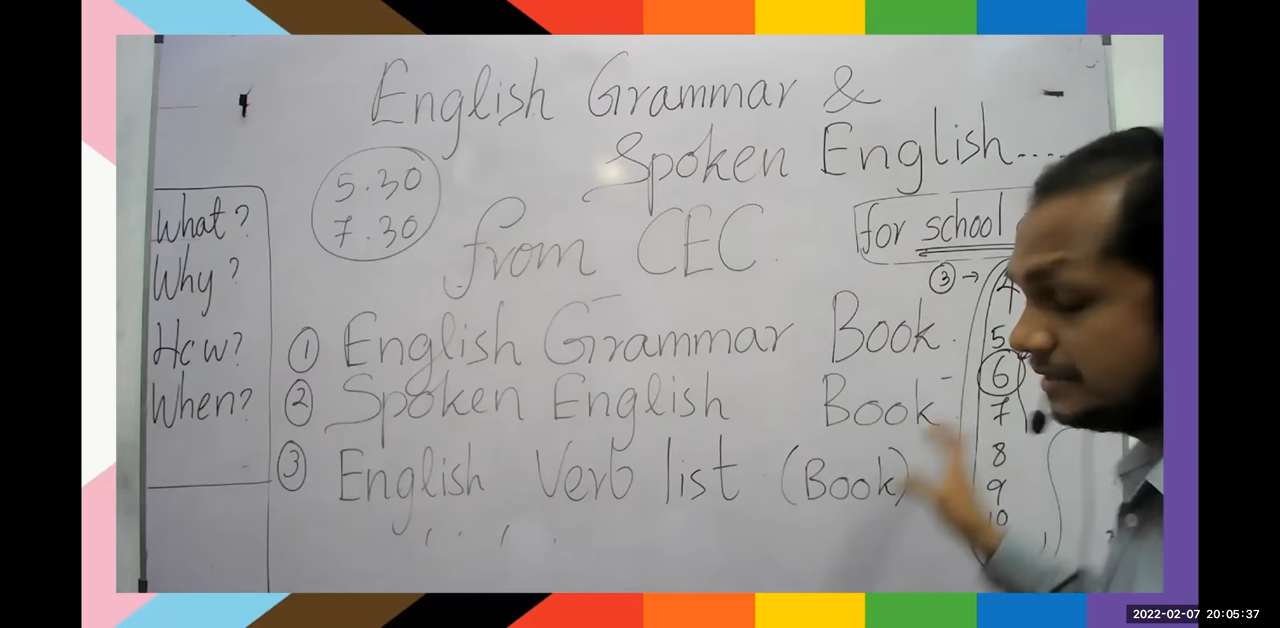 English Grammar &
Spoken English....
5.30
7.30
from CEC
for school
What?
Why?
How?
When?
③ → 4
5
6
7
8
9
10
① English Grammar Book.
② Spoken English Book
③ English Verb list (Book)
2022-02-07 20:05:37